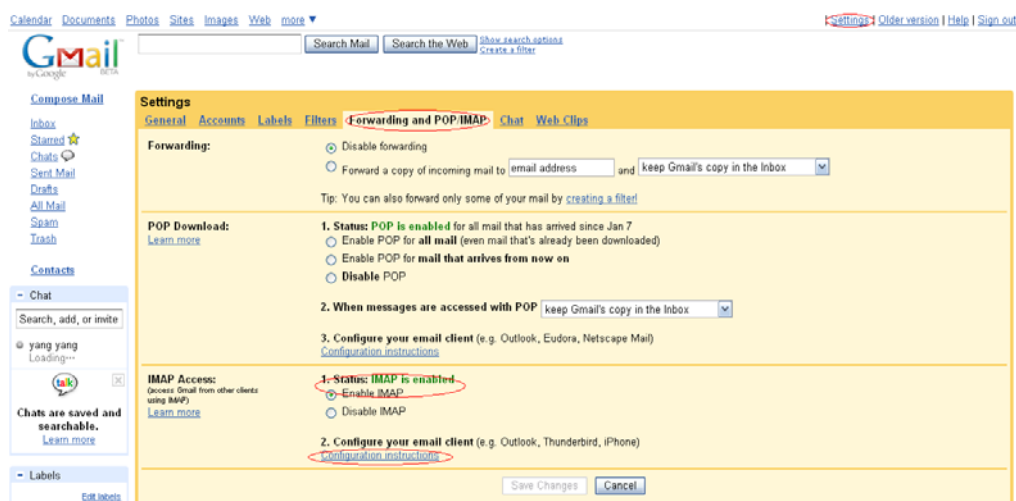 Calendar Documents Photos Sites Images Web more ▼
Settings | Older version | Help | Sign out
Gmail
by Google BETA
Search Mail Search the Web Show search options
Create a filter
Compose Mail
Inbox
Starred
Chats
Sent Mail
Drafts
All Mail
Spam
Trash
Contacts
− Chat
Search, add, or invite
yang yang
Loading...
talk
Chats are saved and
searchable.
Learn more
− Labels
Edit labels
Settings
General Accounts Labels Filters Forwarding and POP/IMAP Chat Web Clips
Forwarding:
Disable forwarding
Forward a copy of incoming mail to email address and keep Gmail's copy in the Inbox
Tip: You can also forward only some of your mail by creating a filter!
POP Download:
Learn more
1. Status: POP is enabled for all mail that has arrived since Jan 7
Enable POP for all mail (even mail that's already been downloaded)
Enable POP for mail that arrives from now on
Disable POP
2. When messages are accessed with POP keep Gmail's copy in the Inbox
3. Configure your email client (e.g. Outlook, Eudora, Netscape Mail)
Configuration instructions
IMAP Access:
(access Gmail from other clients
using IMAP)
Learn more
1. Status: IMAP is enabled
Enable IMAP
Disable IMAP
2. Configure your email client (e.g. Outlook, Thunderbird, iPhone)
Configuration instructions
Save Changes Cancel